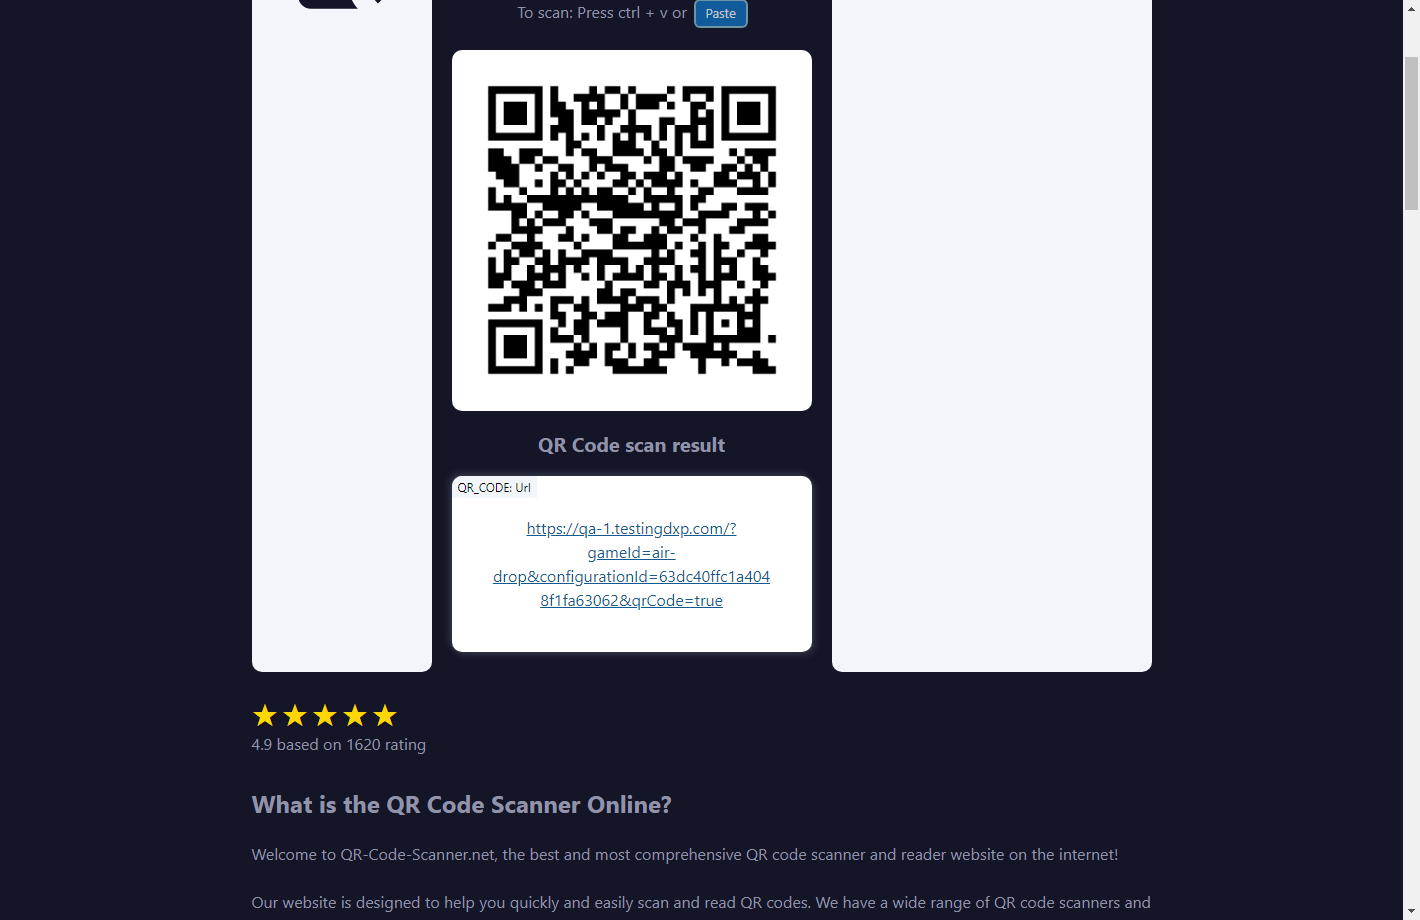 To scan: Press ctrl + v or Paste
QR Code scan result
QR_CODE: Url
https://qa-1.testingdxp.com/?
gameId=air-
drop&configurationId=63dc40ffc1a404
8f1fa63062&qrCode=true
4.9 based on 1620 rating
What is the QR Code Scanner Online?
Welcome to QR-Code-Scanner.net, the best and most comprehensive QR code scanner and reader website on the internet!
Our website is designed to help you quickly and easily scan and read QR codes. We have a wide range of QR code scanners and